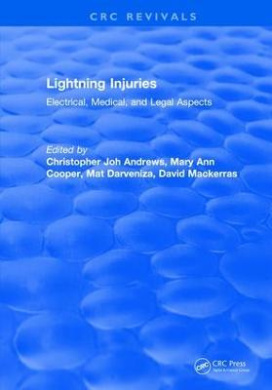 CRC REVIVALS
Lightning Injuries
Electrical, Medical, and Legal Aspects
Edited by
Christopher Joh Andrews, Mary Ann
Cooper, Mat Darveniza, David Mackerras
CRC
CRC Press
Taylor & Francis Group